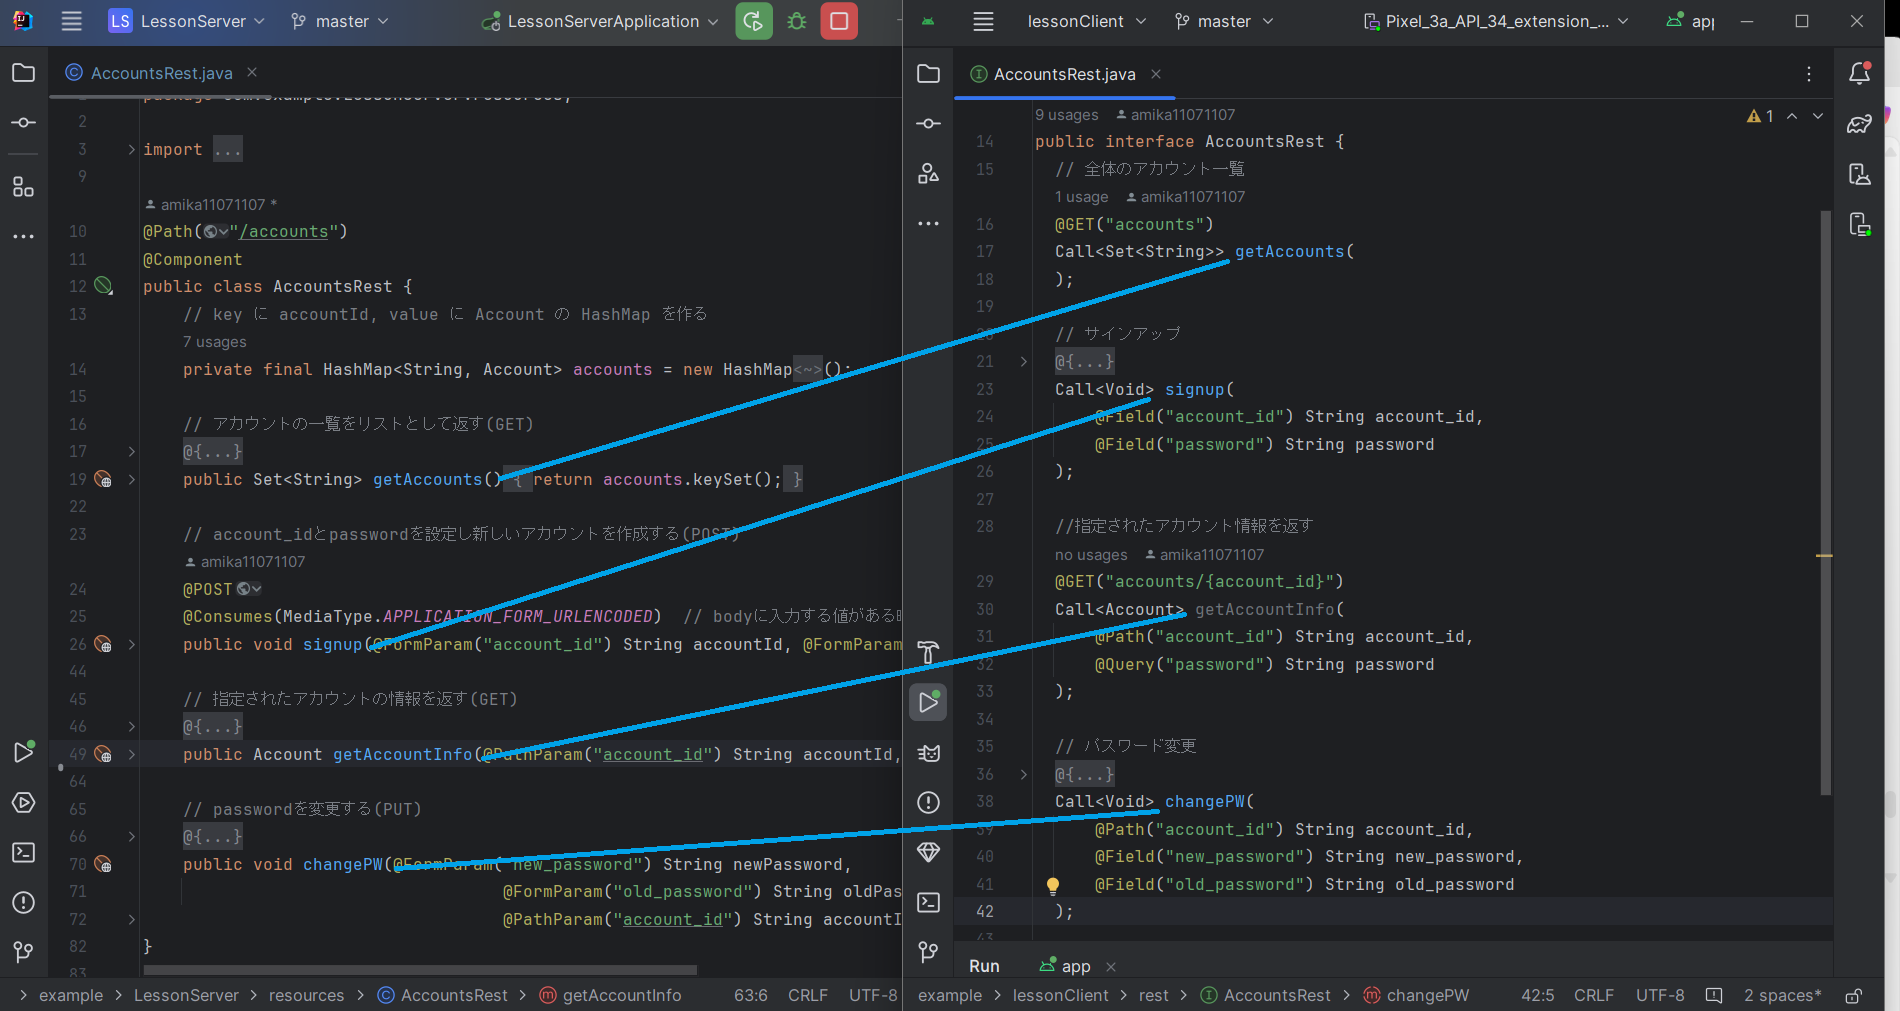 LS LessonServer master LessonServerApplication
AccountsRest.java
2
3 import ...
9
amika11071107 *
10 @Path("/accounts")
11 @Component
12 public class AccountsRest {
13 // key に accountId, value に Account の HashMap を作る
7 usages
14 private final HashMap<String, Account> accounts = new HashMap<~>();
15
16 // アカウントの一覧をリストとして返す(GET)
17 @{...}
19 public Set<String> getAccounts() { return accounts.keySet(); }
22
23 // account_idとpasswordを設定し新しいアカウントを作成する(POST)
amika11071107
24 @POST
25 @Consumes(MediaType.APPLICATION_FORM_URLENCODED) // bodyに入力する値がある
26 public void signup(@FormParam("account_id") String accountId, @FormParam
44
45 // 指定されたアカウントの情報を返す(GET)
46 @{...}
49 public Account getAccountInfo(@PathParam("account_id") String accountId,
64
65 // passwordを変更する(PUT)
66 @{...}
70 public void changePW(@FormParam("new_password") String newPassword,
71 @FormParam("old_password") String oldPas
72 @PathParam("account_id") String accountI
82 }
83
example LessonServer resources AccountsRest getAccountInfo 63:6 CRLF UTF-8
lessonClient master Pixel_3a_API_34_extension_... app
AccountsRest.java
9 usages amika11071107
1
14 public interface AccountsRest {
15 // 全体のアカウント一覧
1 usage amika11071107
16 @GET("accounts")
17 Call<Set<String>> getAccounts(
18 );
19
20 // サインアップ
21 @{...}
23 Call<Void> signup(
24 @Field("account_id") String account_id,
25 @Field("password") String password
26 );
27
28 //指定されたアカウント情報を返す
no usages amika11071107
29 @GET("accounts/{account_id}")
30 Call<Account> getAccountInfo(
31 @Path("account_id") String account_id,
32 @Query("password") String password
33 );
34
35 // パスワード変更
36 @{...}
38 Call<Void> changePW(
39 @Path("account_id") String account_id,
40 @Field("new_password") String new_password,
41 @Field("old_password") String old_password
42 );
43
Run app
example lessonClient rest AccountsRest changePW 42:5 CRLF UTF-8 2 spaces*